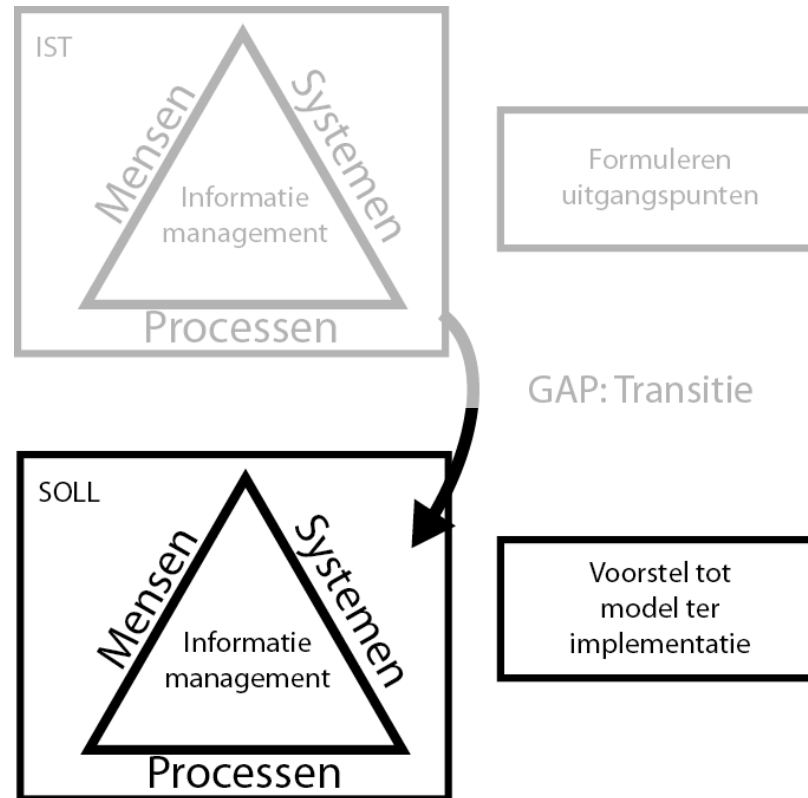 IST
Mensen
Systemen
Informatie
management
Processen
Formuleren
uitgangspunten
GAP: Transitie
SOLL
Mensen
Systemen
Informatie
management
Processen
Voorstel tot
model ter
implementatie